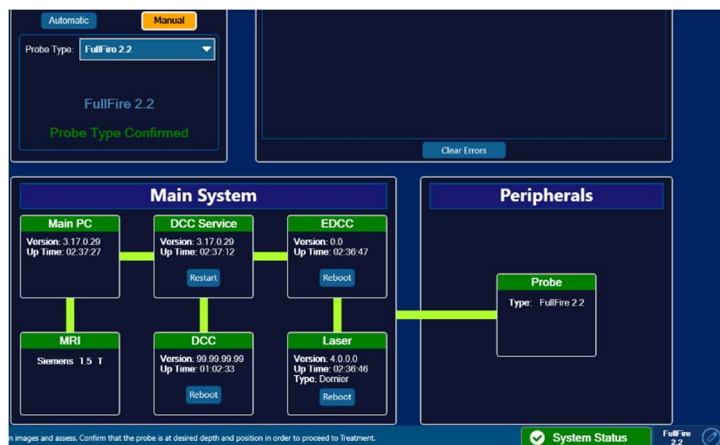 Automatic
Manual
Probe Type:
FullFire 2.2
FullFire 2.2
Probe Type Confirmed
Clear Errors
Main System
Peripherals
Main PC
Version: 3.17.0.29
Up Time: 02:37:27
DCC Service
Version: 3.17.0.29
Up Time: 02:37:12
Restart
EDCC
Version: 0.0
Up Time: 02:36:47
Reboot
Probe
Type: FullFire 2.2
MRI
Siemens 1.5 T
DCC
Version: 99.99.99.99
Up Time: 01:02:33
Reboot
Laser
Version: 4.0.0.0
Up Time: 02:36:46
Type: Dornier
Reboot
images and assess. Confirm that the probe is at desired depth and position in order to proceed to Treatment.
System Status
FullFire
2.2